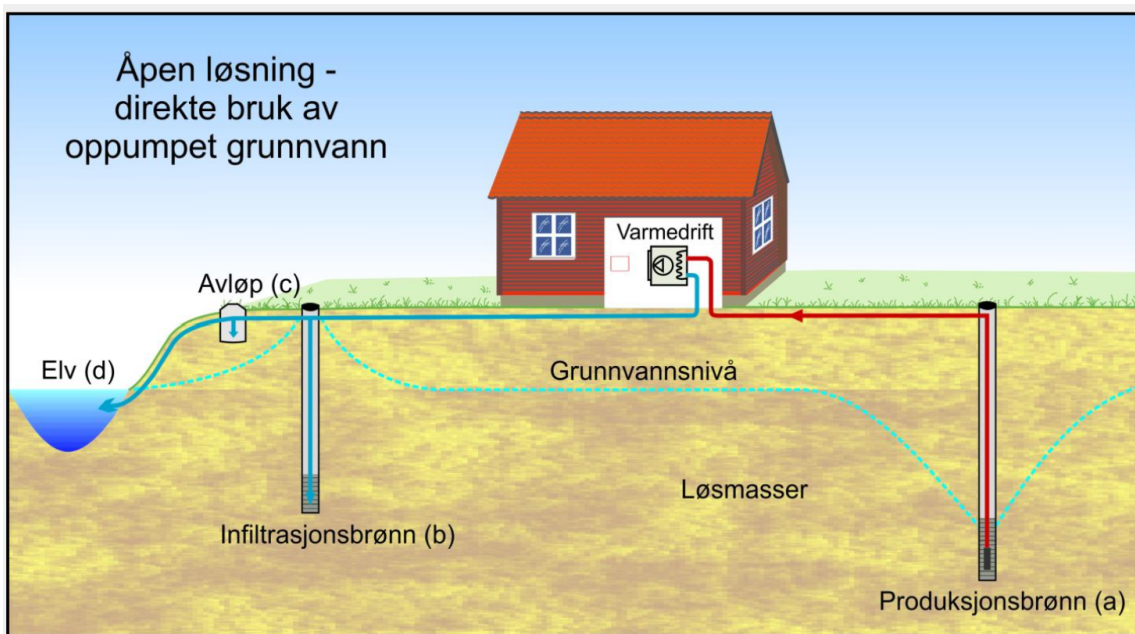 Åpen løsning -
direkte bruk av
oppumpet grunnvann
Varmedrift
Avløp (c)
Elv (d)
Grunnvannsnivå
Løsmasser
Infiltrasjonsbrønn (b)
Produksjonsbrønn (a)